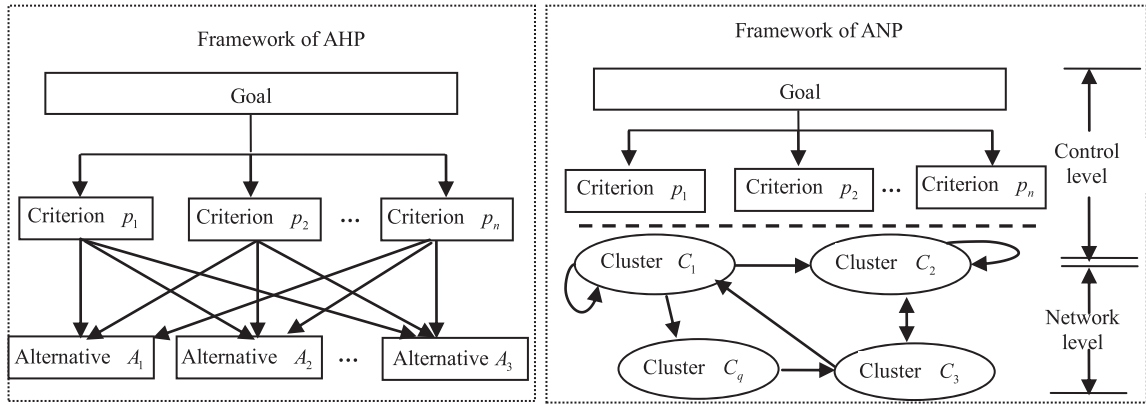 Framework of AHP
Goal
Criterion p1
Criterion p2
...
Criterion pn
Alternative A1
Alternative A2
...
Alternative A3
Framework of ANP
Goal
Criterion p1
Criterion p2
...
Criterion pn
Control
level
Cluster C1
Cluster C2
Network
level
Cluster Cq
Cluster C3